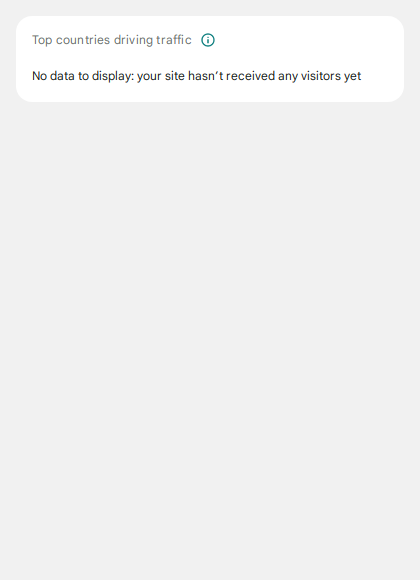 Top countries driving traffic
No data to display: your site hasn’t received any visitors yet